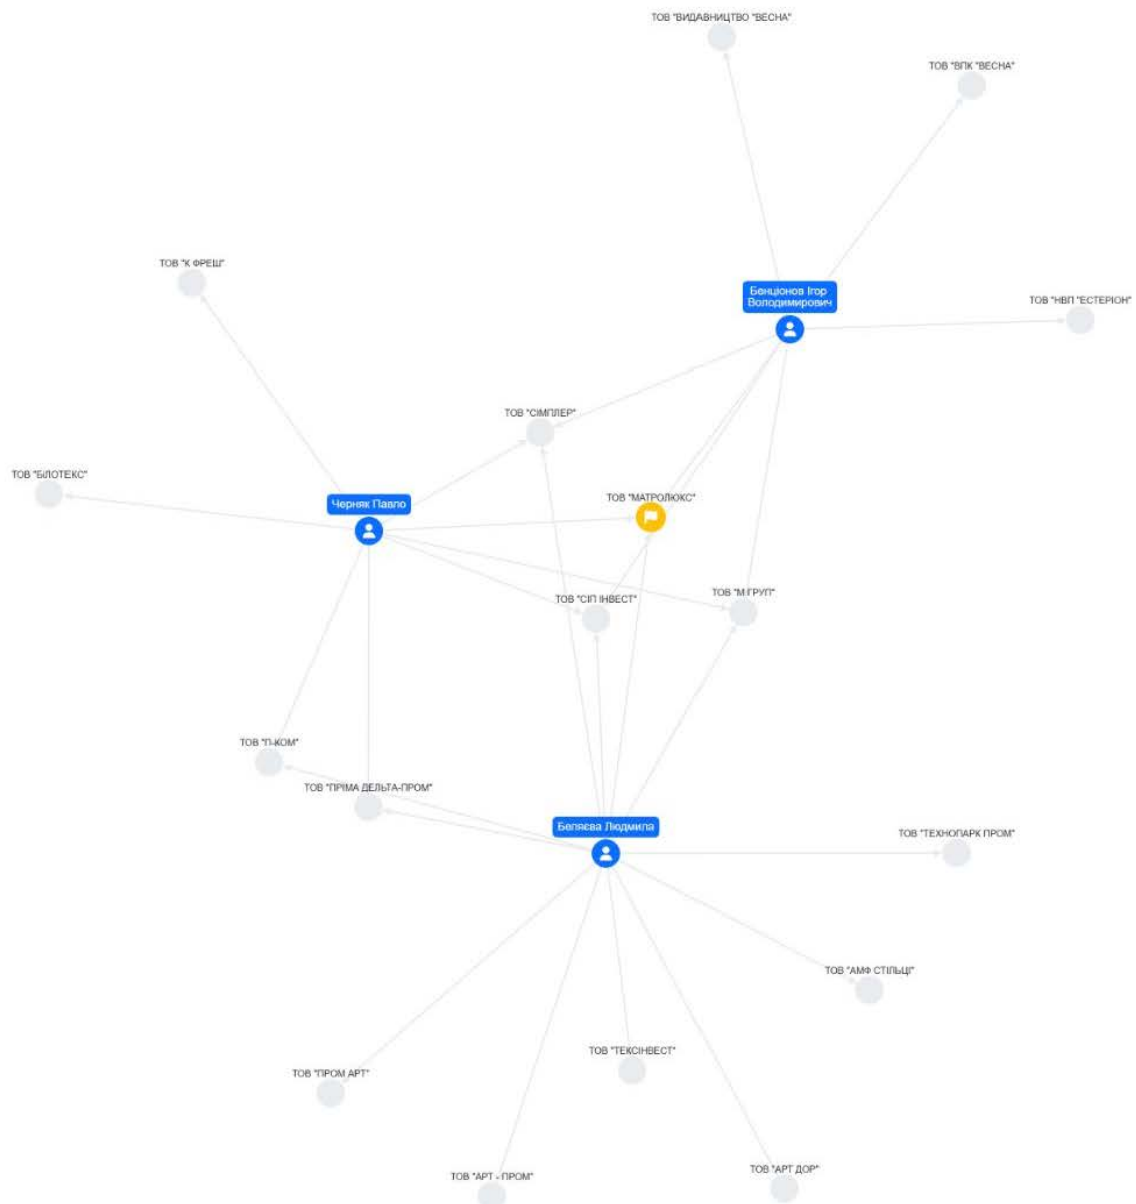 ТОВ "ВИДАВНИЦТВО "ВЕСНА"
ТОВ "ВПК "ВЕСНА"
ТОВ "К ФРЕШ"
Бенціонов Ігор
Володимирович
ТОВ "НВП "ЕСТЕРІОН"
ТОВ "СІМПЛЕР"
ТОВ "БІЛОТЕКС"
Черняк Павло
ТОВ "МАТРОЛЮКС"
ТОВ "СІП ІНВЕСТ"
ТОВ "М ГРУП"
ТОВ "П-КОМ"
ТОВ "ПРІМА ДЕЛЬТА-ПРОМ"
Беляєва Людмила
ТОВ "ТЕХНОПАРК ПРОМ"
ТОВ "АМФ СТІЛЬЦІ"
ТОВ "ТЕКСІНВЕСТ"
ТОВ "ПРОМ АРТ"
ТОВ "АРТ - ПРОМ"
ТОВ "АРТ ДОР"